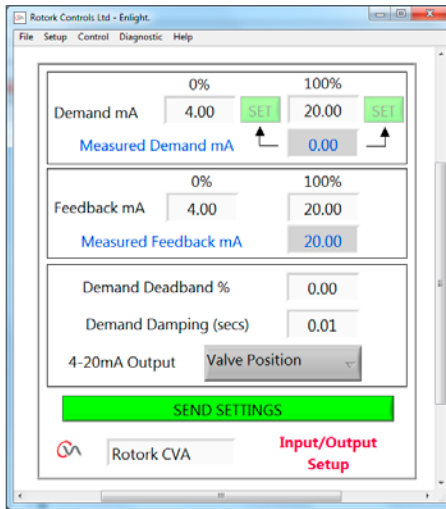 Rotork Controls Ltd - Enlight.
File Setup Control Diagnostic Help
0% 100%
Demand mA 4.00 SET 20.00 SET
Measured Demand mA 0.00
0% 100%
Feedback mA 4.00 20.00
Measured Feedback mA 20.00
Demand Deadband % 0.00
Demand Damping (secs) 0.01
4-20mA Output Valve Position
SEND SETTINGS
Rotork CVA Input/Output
Setup